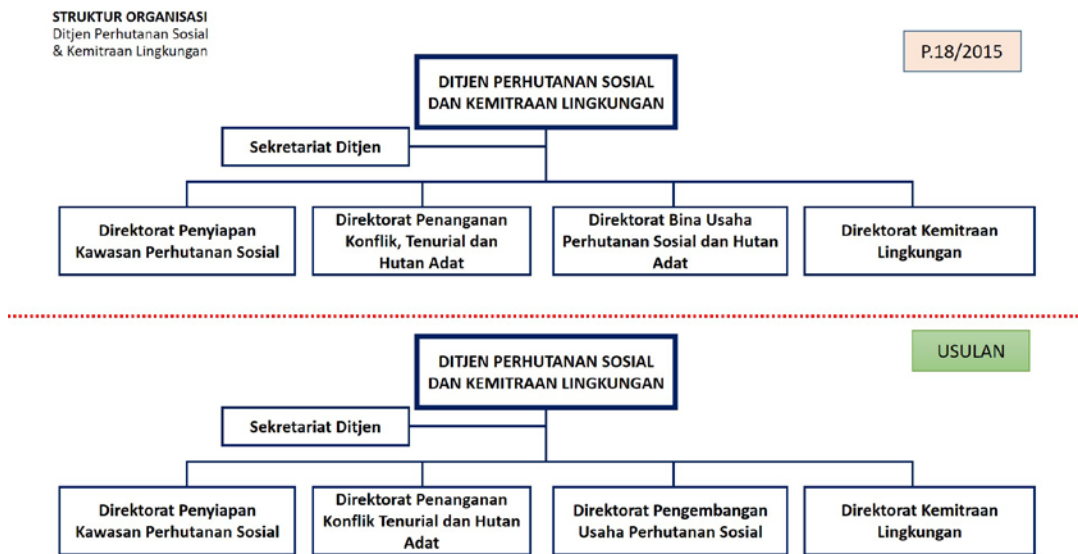 STRUKTUR ORGANISASI
Ditjen Perhutanan Sosial
& Kemitraan Lingkungan
P.18/2015
DITJEN PERHUTANAN SOSIAL
DAN KEMITRAAN LINGKUNGAN
Sekretariat Ditjen
Direktorat Penyiapan
Kawasan Perhutanan Sosial
Direktorat Penanganan
Konflik, Tenurial dan
Hutan Adat
Direktorat Bina Usaha
Perhutanan Sosial dan Hutan
Adat
Direktorat Kemitraan
Lingkungan
USULAN
DITJEN PERHUTANAN SOSIAL
DAN KEMITRAAN LINGKUNGAN
Sekretariat Ditjen
Direktorat Penyiapan
Kawasan Perhutanan Sosial
Direktorat Penanganan
Konflik Tenurial dan Hutan
Adat
Direktorat Pengembangan
Usaha Perhutanan Sosial
Direktorat Kemitraan
Lingkungan